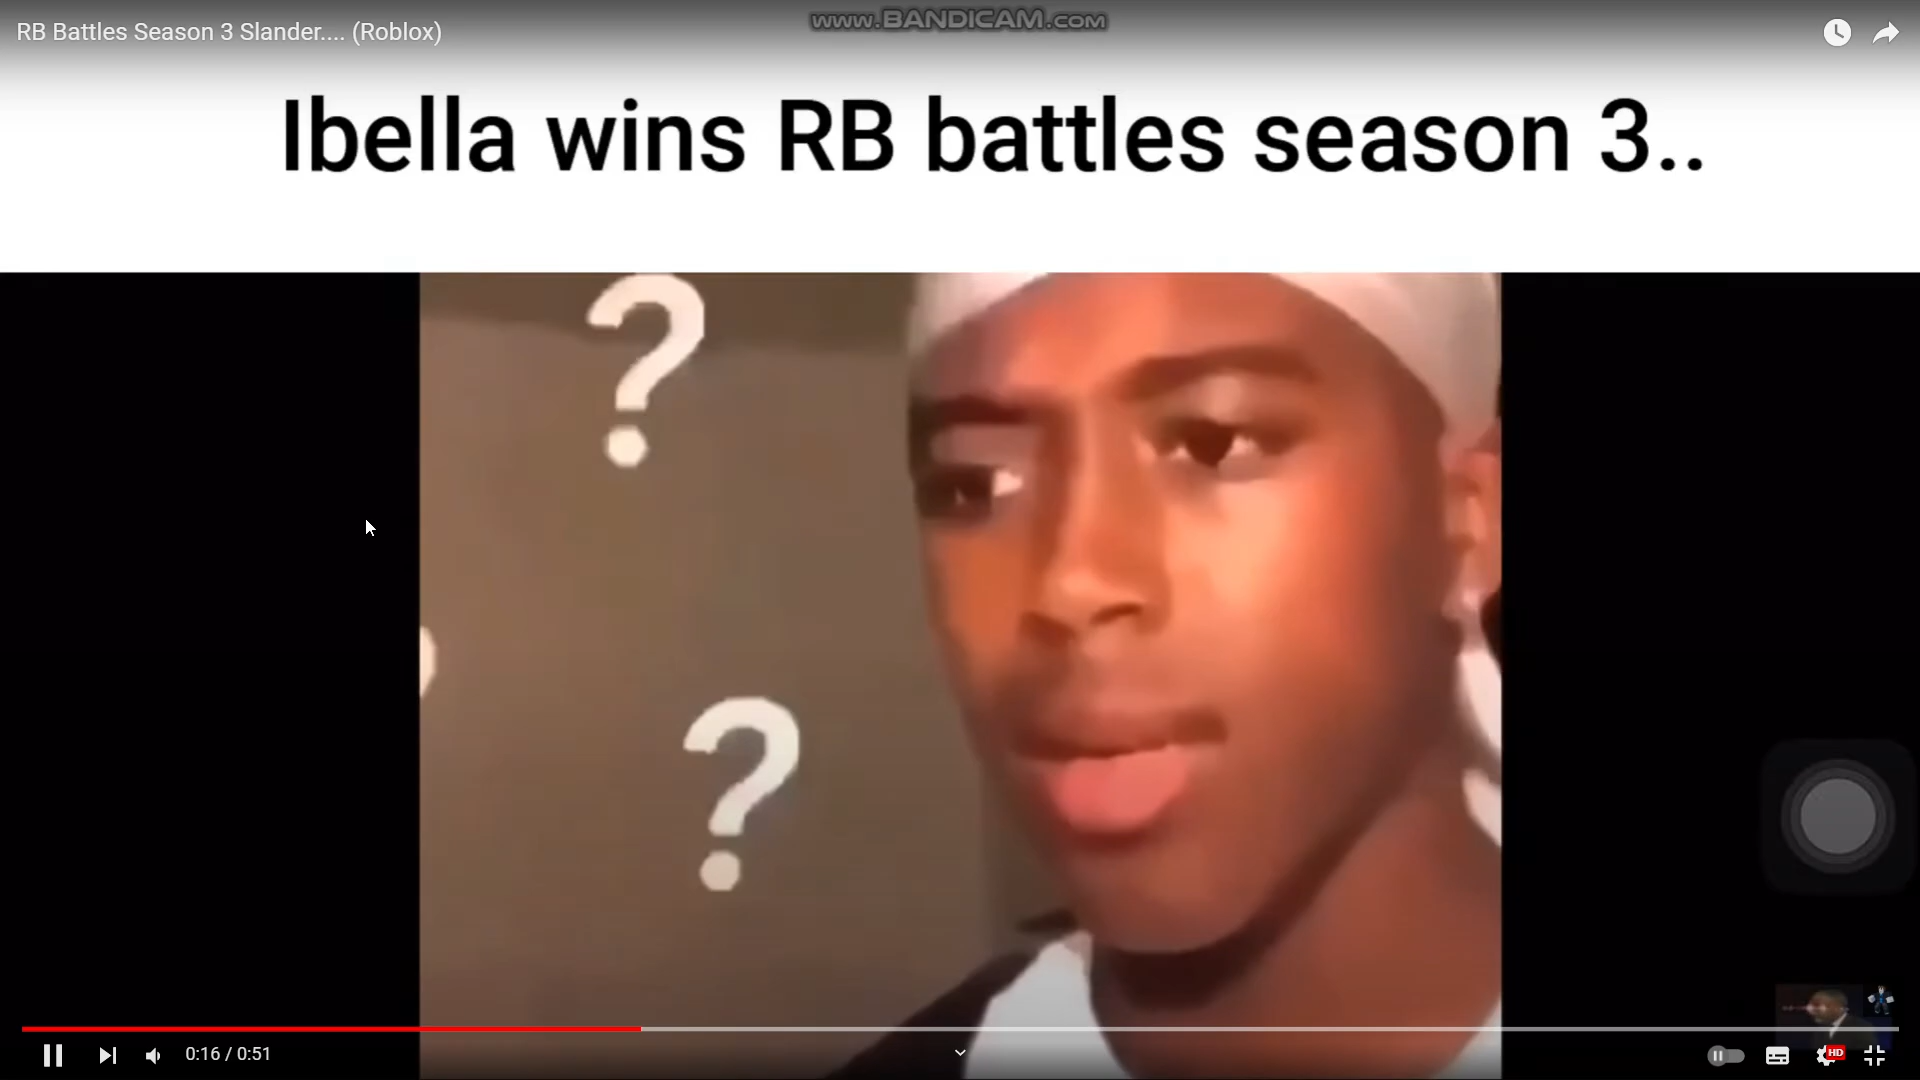 RB Battles Season 3 Slander.... (Roblox)
www.BANDICAM.com
Ibella wins RB battles season 3..
?
?
0:16 / 0:51
HD